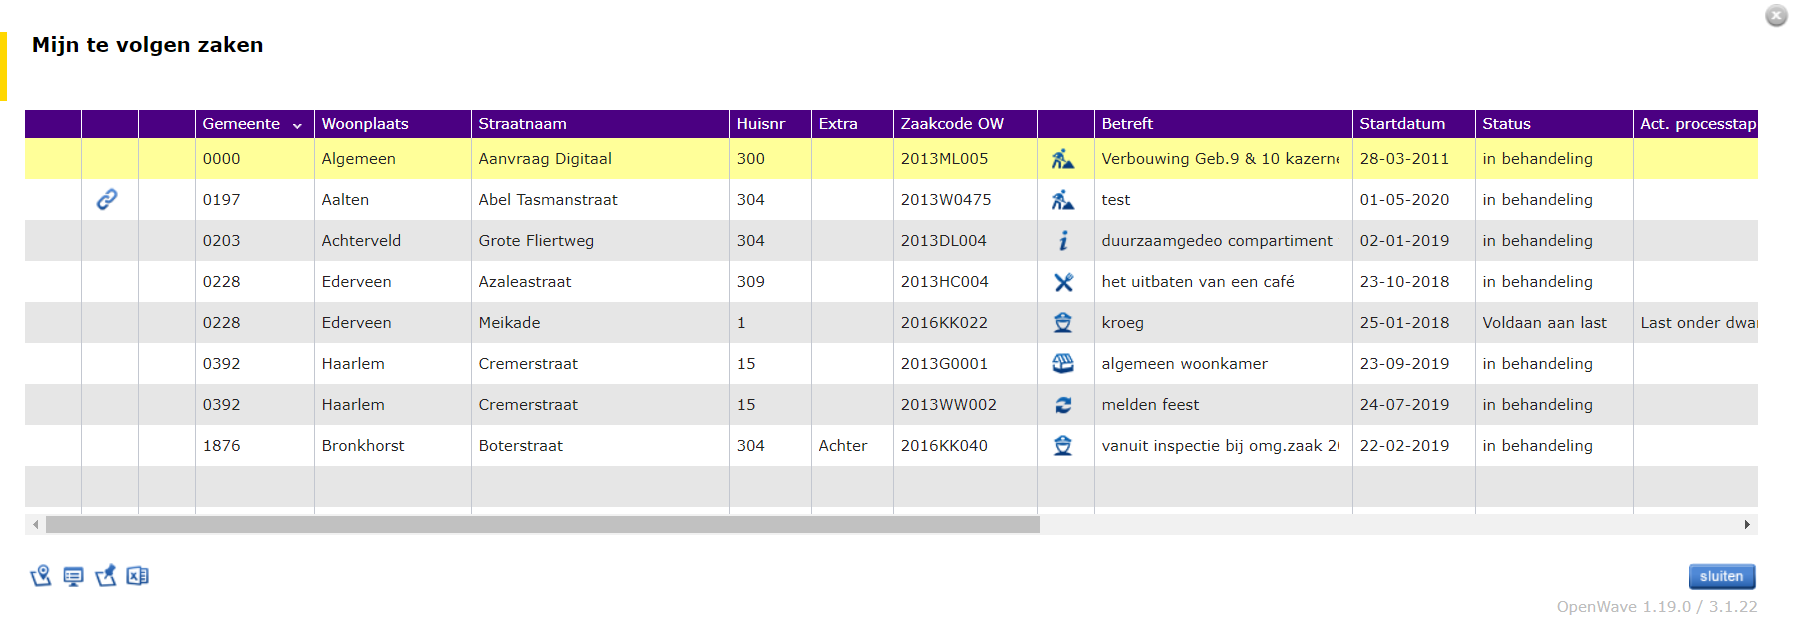 Mijn te volgen zaken
Gemeente Woonplaats Straatnaam Huisnr Extra Zaakcode OW Betreft Startdatum Status Act. processtap
0000 Algemeen Aanvraag Digitaal 300 2013ML005 Verbouwing Geb.9 & 10 kazerne 28-03-2011 in behandeling
0197 Aalten Abel Tasmanstraat 304 2013W0475 test 01-05-2020 in behandeling
0203 Achterveld Grote Fliertweg 304 2013DL004 duurzaamgedeo compartiment 02-01-2019 in behandeling
0228 Ederveen Azaleastraat 309 2013HC004 het uitbaten van een café 23-10-2018 in behandeling
0228 Ederveen Meikade 1 2016KK022 kroeg 25-01-2018 Voldaan aan last Last onder dwa
0392 Haarlem Cremerstraat 15 2013G0001 algemeen woonkamer 23-09-2019 in behandeling
0392 Haarlem Cremerstraat 15 2013WW002 melden feest 24-07-2019 in behandeling
1876 Bronkhorst Boterstraat 304 Achter 2016KK040 vanuit inspectie bij omg.zaak 22-02-2019 in behandeling
sluiten
OpenWave 1.19.0 / 3.1.22